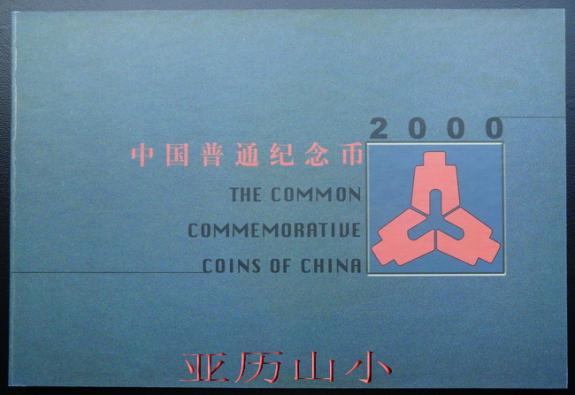 2000
中国普通纪念币
THE COMMON
COMMEMORATIVE
COINS OF CHINA
亚历山小